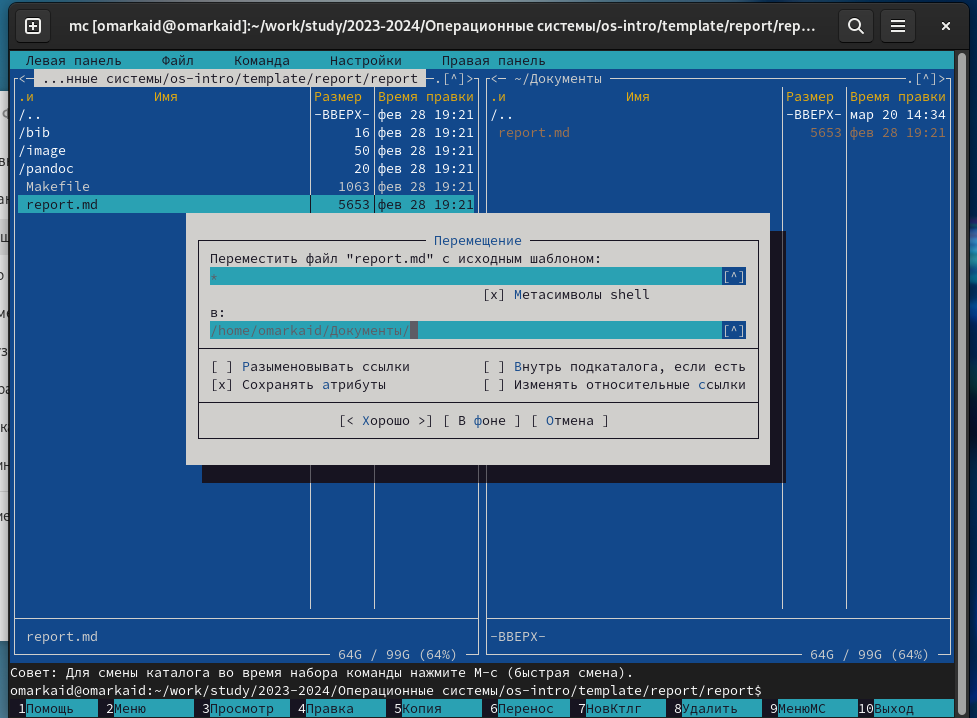 mc [omarkaid@omarkaid]:~/work/study/2023-2024/Операционные системы/os-intro/template/report/rep...
Левая панель Файл Команда Настройки Правая панель
<- ...нные системы/os-intro/template/report/report -.[^]>
.и Имя Размер Время правки
/.. -ВВЕРХ- фев 28 19:21
/bib 16 фев 28 19:21
/image 50 фев 28 19:21
/pandoc 20 фев 28 19:21
Makefile 1063 фев 28 19:21
report.md 5653 фев 28 19:21
<- ~/Документы .[^]>
.и Имя Размер Время правки
/.. -ВВЕРХ- мар 20 14:34
report.md 5653 фев 28 19:21
Перемещение
Переместить файл "report.md" с исходным шаблоном:
* [^]
[x] Метасимволы shell
в:
/home/omarkaid/Документы/ [^]
[ ] Разыменовывать ссылки [ ] Внутрь подкаталога, если есть
[x] Сохранять атрибуты [ ] Изменять относительные ссылки
[< Хорошо >] [ В фоне ] [ Отмена ]
report.md
64G / 99G (64%)
-ВВЕРХ-
64G / 99G (64%)
Совет: Для смены каталога во время набора команды нажмите M-c (быстрая смена).
omarkaid@omarkaid:~/work/study/2023-2024/Операционные системы/os-intro/template/report/report$
1Помощь 2Меню 3Просмотр 4Правка 5Копия 6Перенос 7НовКтлг 8Удалить 9МенюМС 10Выход